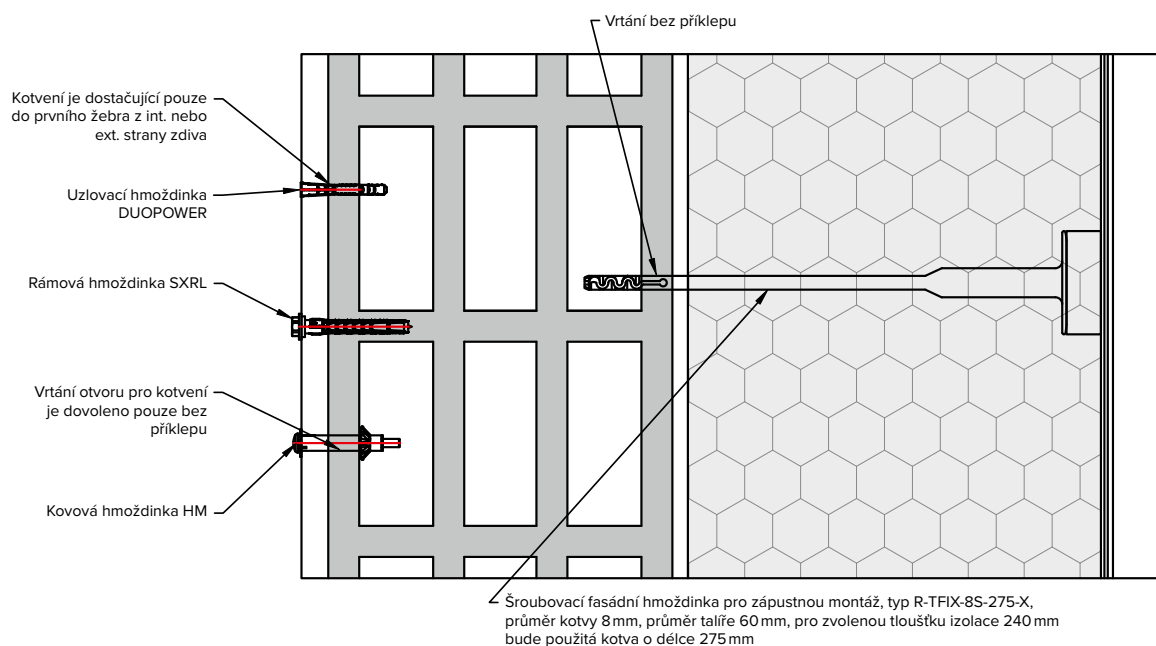 Vrtání bez příklepu
Kotvení je dostačující pouze
do prvního žebra z int. nebo
ext. strany zdiva
Uzlovací hmoždinka
DUOPOWER
Rámová hmoždinka SXRL
Vrtání otvoru pro kotvení
je dovoleno pouze bez
příklepu
Kovová hmoždinka HM
Šroubovací fasádní hmoždinka pro zápustnou montáž, typ R-TFIX-8S-275-X,
průměr kotvy 8 mm, průměr talíře 60 mm, pro zvolenou tloušťku izolace 240 mm
bude použitá kotva o délce 275 mm